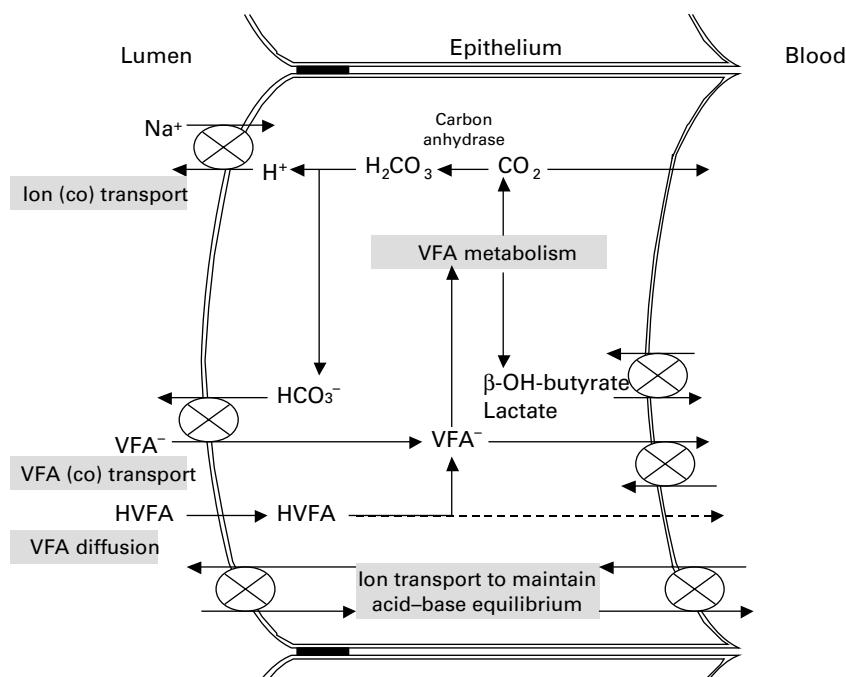 Lumen
Epithelium
Blood
Carbon
anhydrase
Na⁺
H⁺
H₂CO₃
CO₂
Ion (co) transport
VFA metabolism
HCO₃⁻
β-OH-butyrate
Lactate
VFA⁻
VFA⁻
VFA (co) transport
HVFA
HVFA
VFA diffusion
Ion transport to maintain
acid–base equilibrium